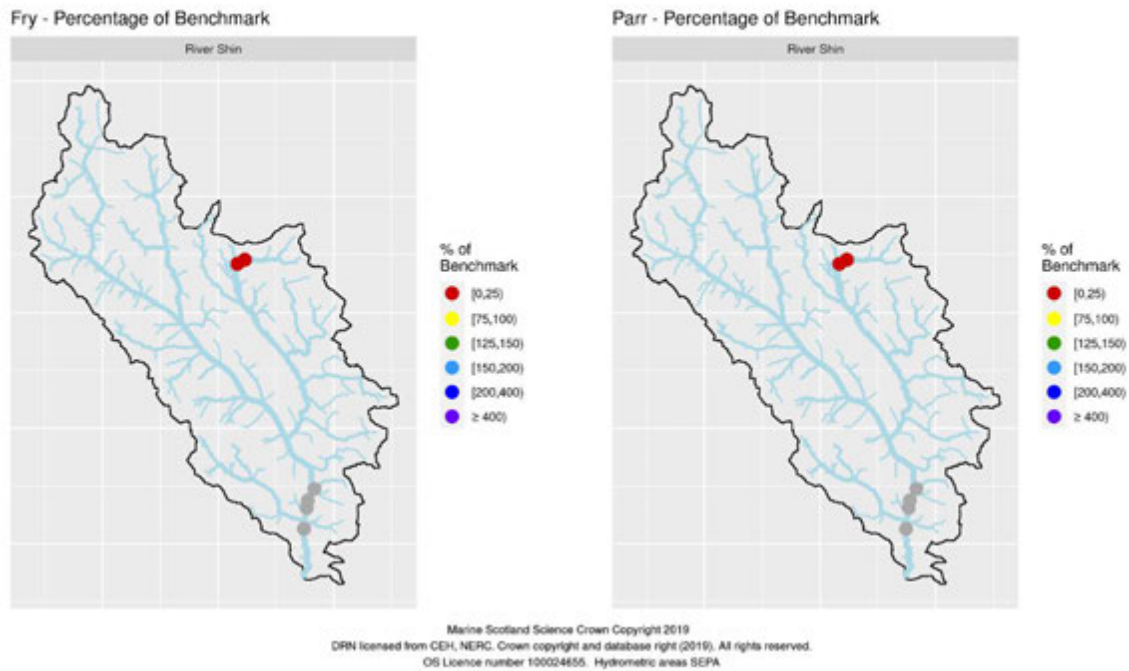 Fry - Percentage of Benchmark
River Shin
% of
Benchmark
[0,25)
[75,100)
[125,150)
[150,200)
[200,400)
≥ 400)
Parr - Percentage of Benchmark
River Shin
% of
Benchmark
[0,25)
[75,100)
[125,150)
[150,200)
[200,400)
≥ 400)
Marine Scotland Science Crown Copyright 2019
DRN licensed from CEH, NERC. Crown copyright and database right (2019). All rights reserved.
OS Licence number 100024655. Hydrometric areas SEPA